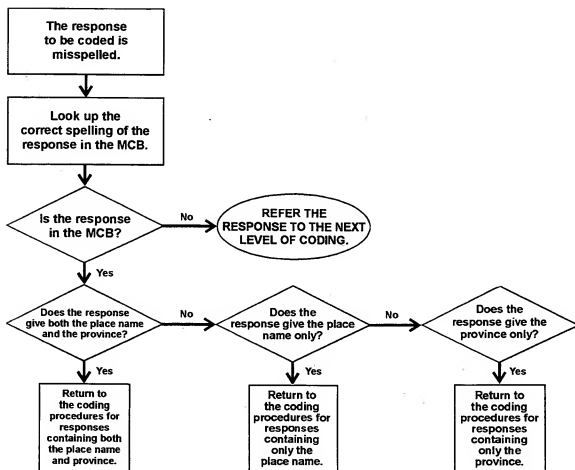 The response
to be coded is
misspelled.
Look up the
correct spelling of the
response in the MCB.
Is the response
in the MCB?
No
REFER THE
RESPONSE TO THE NEXT
LEVEL OF CODING.
Yes
Does the response
give both the place name
and the province?
No
Does the
response give the place
name only?
No
Does the
response give the
province only?
Yes
Yes
Yes
Return to
the coding
procedures for
responses
containing both
the place name
and province.
Return to
the coding
procedures for
responses
containing
only the
place name.
Return to
the coding
procedures for
responses
containing
only the
province.